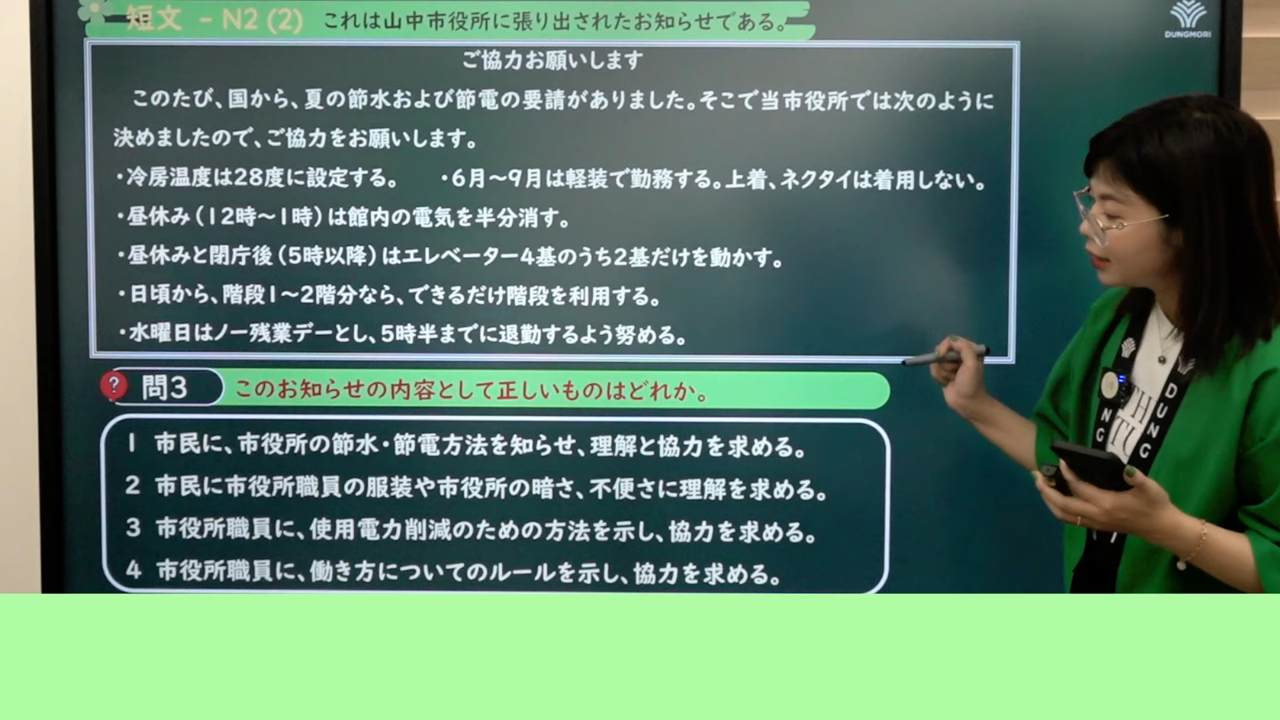 短文 - N2 (2) これは山中市役所に張り出されたお知らせである。
DUNGMORI
ご協力お願いします
このたび、国から、夏の節水および節電の要請がありました。そこで当市役所では次のように
決めましたので、ご協力をお願いします。
・冷房温度は28度に設定する。 ・6月〜9月は軽装で勤務する。上着、ネクタイは着用しない。
・昼休み(12時〜1時)は館内の電気を半分消す。
・昼休みと閉庁後(5時以降)はエレベーター4基のうち2基だけを動かす。
・日頃から、階段1〜2階分なら、できるだけ階段を利用する。
・水曜日はノー残業デーとし、5時半までに退勤するよう努める。
? 問3 このお知らせの内容として正しいものはどれか。
1 市民に、市役所の節水・節電方法を知らせ、理解と協力を求める。
2 市民に市役所職員の服装や市役所の暗さ、不便さに理解を求める。
3 市役所職員に、使用電力削減のための方法を示し、協力を求める。
4 市役所職員に、働き方についてのルールを示し、協力を求める。
DUNG
NG